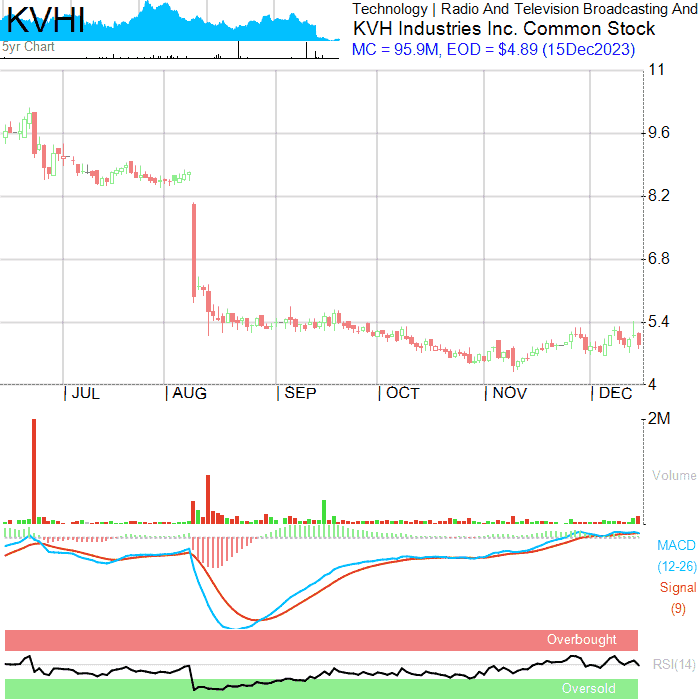 KVHI
5yr Chart
Technology | Radio And Television Broadcasting And
KVH Industries Inc. Common Stock
MC = 95.9M, EOD = $4.89 (15Dec2023)
11
9.6
8.2
6.8
5.4
4
| JUL | AUG | SEP | OCT | NOV | DEC
2M
Volume
MACD
(12-26)
Signal
(9)
Overbought
RSI(14)
Oversold